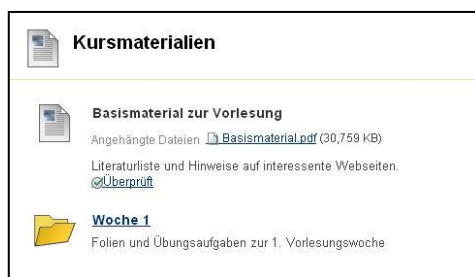 Kursmaterialien
Basismaterial zur Vorlesung
Angehängte Dateien Basismaterial.pdf (30,759 KB)
Literaturliste und Hinweise auf interessente Webseiten.
Überprüft
Woche 1
Folien und Übungsaufgaben zur 1. Vorlesungswoche